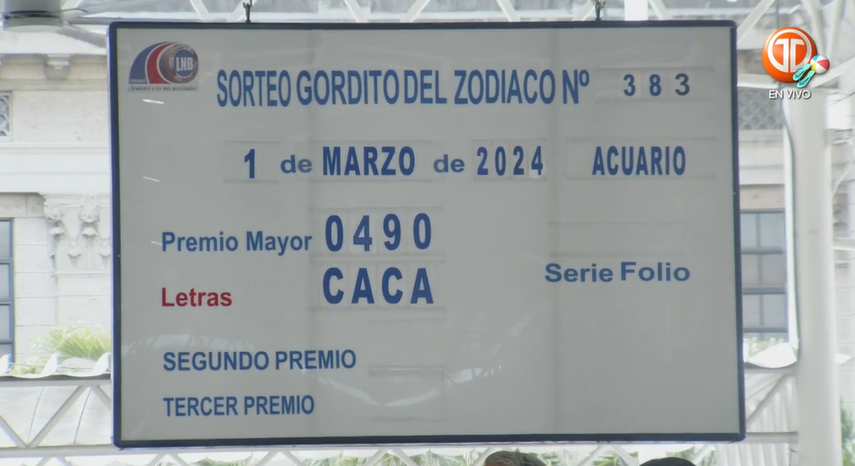 LNB
SORTEO GORDITO DEL ZODIACO Nº 383
1 de MARZO de 2024 ACUARIO
Premio Mayor 0490
Letras CACA
Serie Folio
SEGUNDO PREMIO
TERCER PREMIO
EN VIVO